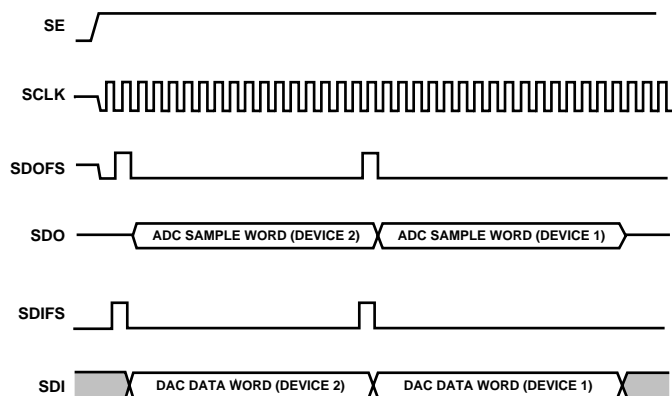 SE
SCLK
SDOFS
SDO ADC SAMPLE WORD (DEVICE 2) ADC SAMPLE WORD (DEVICE 1)
SDIFS
SDI DAC DATA WORD (DEVICE 2) DAC DATA WORD (DEVICE 1)